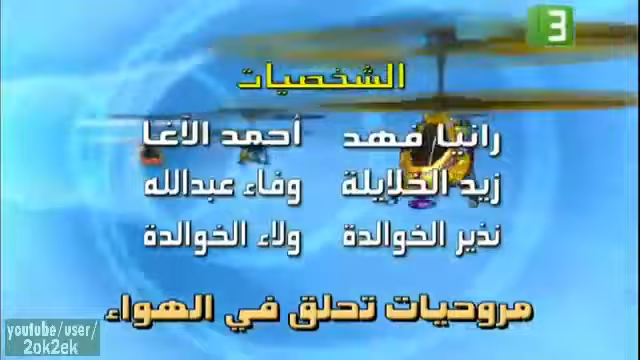 3
الشخصيات
رانيا فهد أحمد الآغا
زيد الخلايلة وفاء عبدالله
نذير الخوالدة ولاء الخوالدة
مروحيات تحلق في الهواء
youtube/user/
2ok2ek